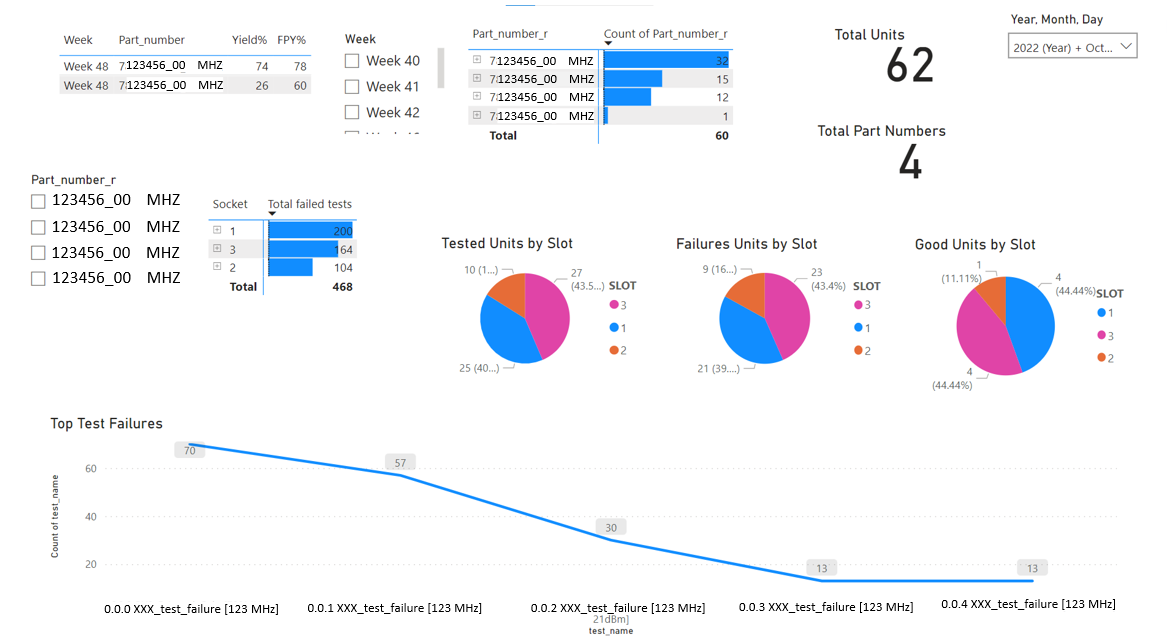 Week Part_number Yield% FPY%
Week 48 7123456_00 MHZ 74 78
Week 48 7123456_00 MHZ 26 60
Week
Week 40
Week 41
Week 42
Part_number_r Count of Part_number_r
7123456_00 MHZ 32
7123456_00 MHZ 15
7123456_00 MHZ 12
7123456_00 MHZ 1
Total 60
Total Units
62
Total Part Numbers
4
Year, Month, Day
2022 (Year) + Oct...
Part_number_r
123456_00 MHZ
123456_00 MHZ
123456_00 MHZ
123456_00 MHZ
Socket Total failed tests
1 200
3 164
2 104
Total 468
Tested Units by Slot
10 (1...)
27
(43.5...)
25 (40...)
SLOT
3
1
2
Failures Units by Slot
9 (16...)
23
(43.4%)
21 (39....)
SLOT
3
1
2
Good Units by Slot
1
(11.11%)
4
(44.44%)
4
(44.44%)
SLOT
1
3
2
Top Test Failures
Count of test_name
60
40
20
70
57
30
13
13
0.0.0 XXX_test_failure [123 MHz]
0.0.1 XXX_test_failure [123 MHz]
0.0.2 XXX_test_failure [123 MHz]
21dBm]
0.0.3 XXX_test_failure [123 MHz]
0.0.4 XXX_test_failure [123 MHz]
test_name